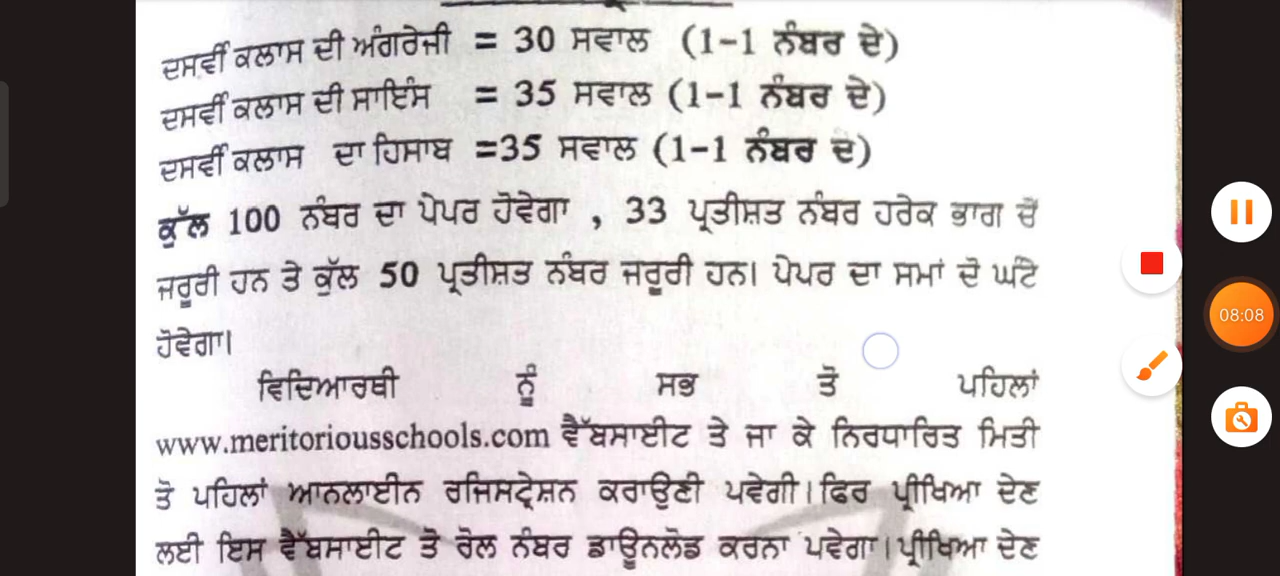 ਦਸਵੀਂ ਕਲਾਸ ਦੀ ਅੰਗਰੇਜੀ = 30 ਸਵਾਲ (1-1 ਨੰਬਰ ਦੇ)
ਦਸਵੀਂ ਕਲਾਸ ਦੀ ਸਾਇੰਸ = 35 ਸਵਾਲ (1-1 ਨੰਬਰ ਦੇ)
ਦਸਵੀਂ ਕਲਾਸ ਦਾ ਹਿਸਾਬ =35 ਸਵਾਲ (1-1 ਨੰਬਰ ਦੇ)
ਕੁੱਲ 100 ਨੰਬਰ ਦਾ ਪੇਪਰ ਹੋਵੇਗਾ , 33 ਪ੍ਰਤੀਸ਼ਤ ਨੰਬਰ ਹਰੇਕ ਭਾਗ ਚੋਂ
ਜਰੂਰੀ ਹਨ ਤੇ ਕੁੱਲ 50 ਪ੍ਰਤੀਸ਼ਤ ਨੰਬਰ ਜਰੂਰੀ ਹਨ। ਪੇਪਰ ਦਾ ਸਮਾਂ ਦੋ ਘੰਟੇ
ਹੋਵੇਗਾ।
ਵਿਦਿਆਰਥੀ ਨੂੰ ਸਭ ਤੋ ਪਹਿਲਾਂ
www.meritoriousschools.com ਵੈੱਬਸਾਈਟ ਤੇ ਜਾ ਕੇ ਨਿਰਧਾਰਿਤ ਮਿਤੀ
ਤੋ ਪਹਿਲਾਂ ਆਨਲਾਈਨ ਰਜਿਸਟ੍ਰੇਸ਼ਨ ਕਰਾਉਣੀ ਪਵੇਗੀ। ਫਿਰ ਪ੍ਰੀਖਿਆ ਦੇਣ
ਲਈ ਇਸ ਵੈੱਬਸਾਈਟ ਤੋ ਰੋਲ ਨੰਬਰ ਡਾਊਨਲੋਡ ਕਰਨਾ ਪਵੇਗਾ। ਪ੍ਰੀਖਿਆ ਦੇਣ
08:08